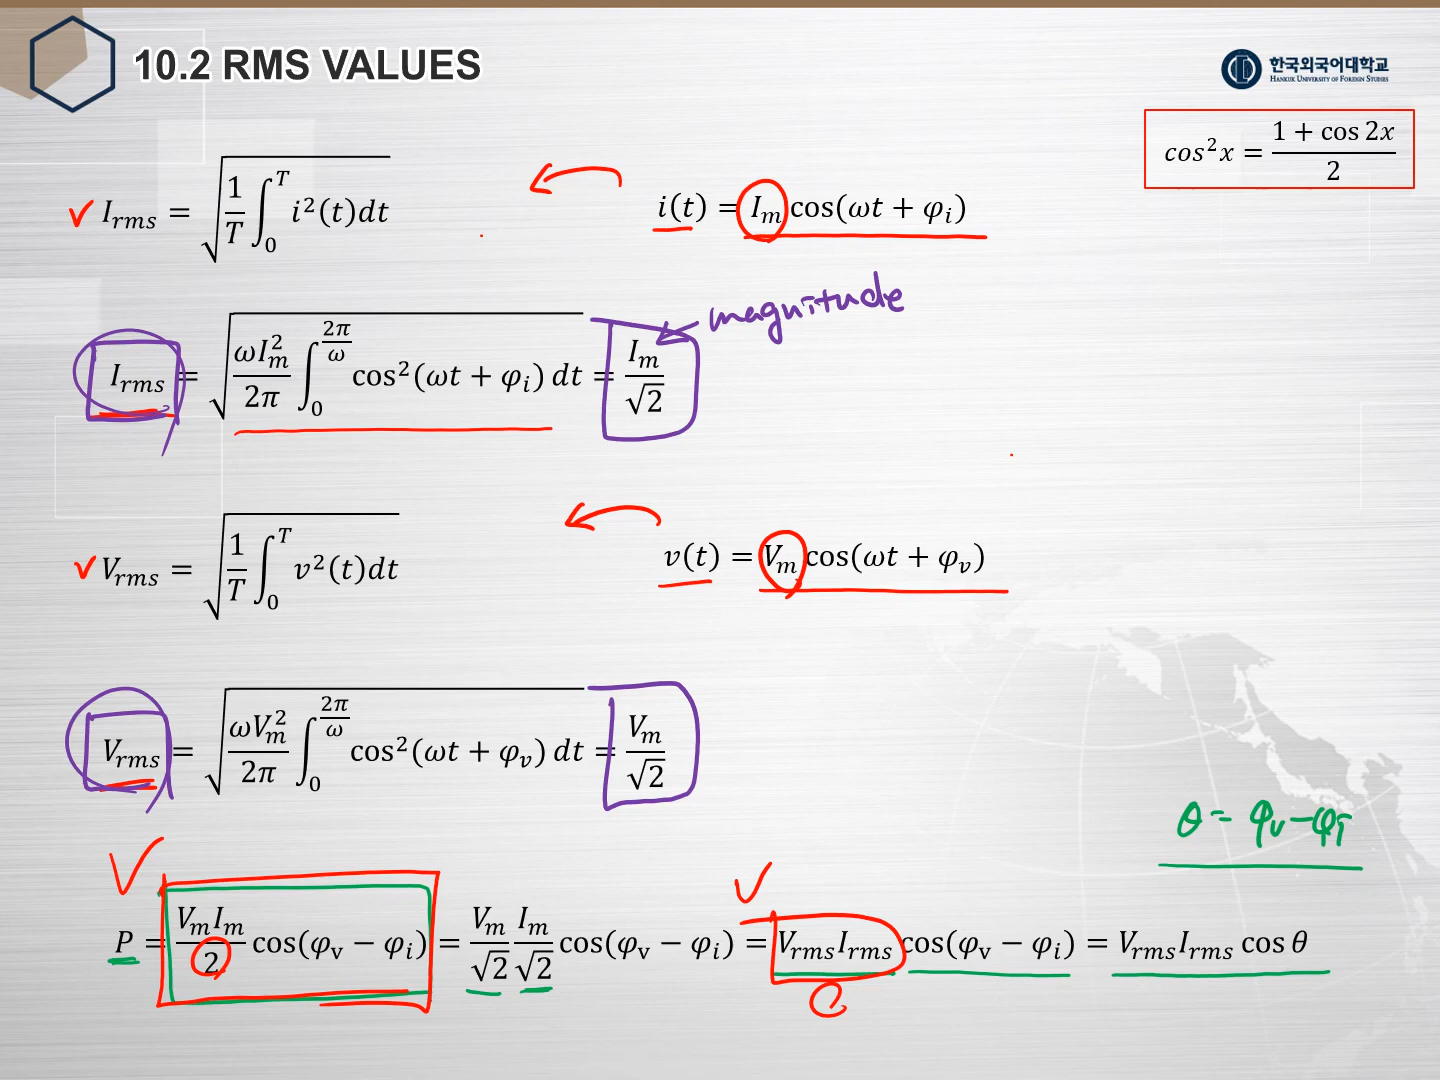 10.2 RMS VALUES
한국외국어대학교
HANKUK UNIVERSITY OF FOREIGN STUDIES
cos²x = (1 + cos 2x)/2
I_rms = √(1/T ∫₀^T i²(t)dt)
i(t) = I_m cos(ωt + φ_i)
magnitude
I_rms = √(ωI_m²/2π ∫₀^(2π/ω) cos²(ωt + φ_i) dt) = I_m/√2
V_rms = √(1/T ∫₀^T v²(t)dt)
v(t) = V_m cos(ωt + φ_v)
V_rms = √(ωV_m²/2π ∫₀^(2π/ω) cos²(ωt + φ_v) dt) = V_m/√2
θ = φ_v − φ_i
P = V_m I_m/2 cos(φ_v − φ_i) = V_m/√2 I_m/√2 cos(φ_v − φ_i) = V_rms I_rms cos(φ_v − φ_i) = V_rms I_rms cos θ